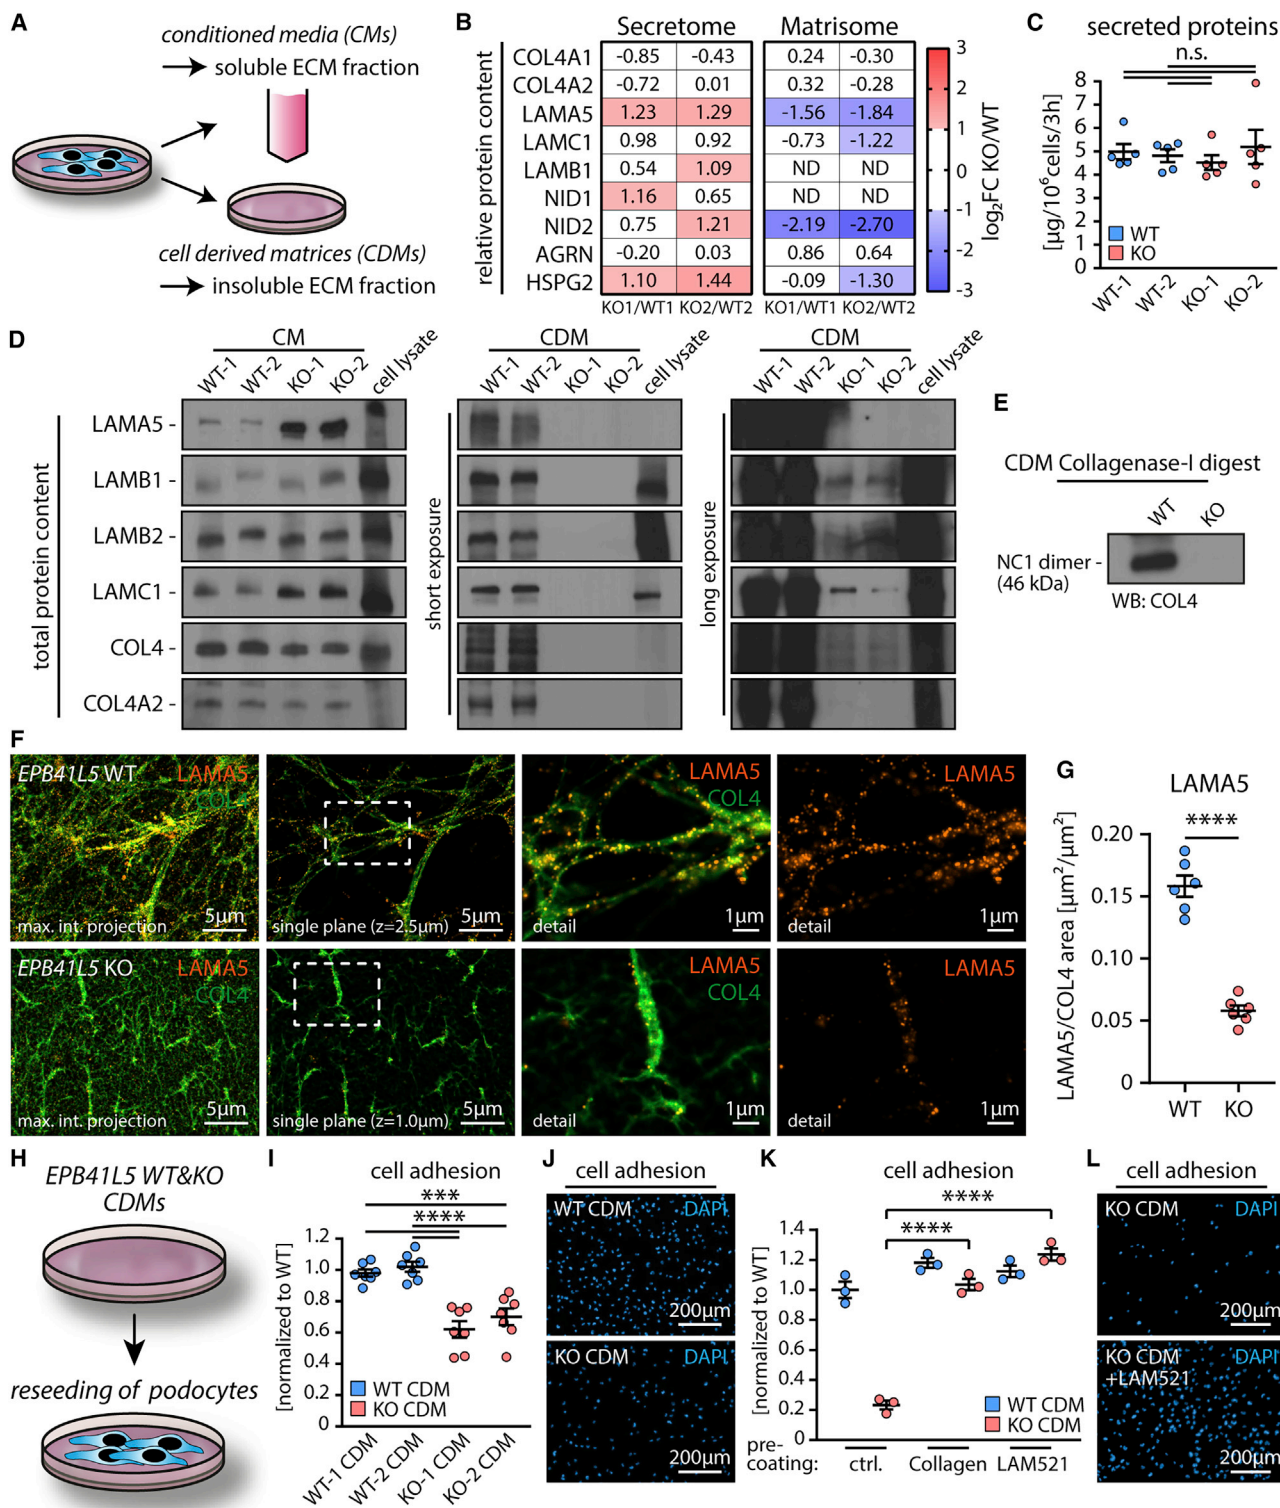 A
conditioned media (CMs)
soluble ECM fraction
cell derived matrices (CDMs)
insoluble ECM fraction
B
Secretome Matrisome
relative protein content
COL4A1 -0.85 -0.43 0.24 -0.30
COL4A2 -0.72 0.01 0.32 -0.28
LAMA5 1.23 1.29 -1.56 -1.84
LAMC1 0.98 0.92 -0.73 -1.22
LAMB1 0.54 1.09 ND ND
NID1 1.16 0.65 ND ND
NID2 0.75 1.21 -2.19 -2.70
AGRN -0.20 0.03 0.86 0.64
HSPG2 1.10 1.44 -0.09 -1.30
KO1/WT1 KO2/WT2 KO1/WT1 KO2/WT2
3
2
1
0
-1
-2
-3
log2FC KO/WT
C
secreted proteins
n.s.
[µg/10⁶cells/3h]
8
7
6
5
4
3
2
1
0
WT
KO
WT-1 WT-2 KO-1 KO-2
D
CM CDM CDM
WT-1 WT-2 KO-1 KO-2 cell lysate
WT-1 WT-2 KO-1 KO-2 cell lysate
WT-1 WT-2 KO-1 KO-2 cell lysate
total protein content
LAMA5 -
LAMB1 -
LAMB2 -
LAMC1 -
COL4 -
COL4A2 -
short exposure
long exposure
E
CDM Collagenase-I digest
WT KO
NC1 dimer -
(46 kDa)
WB: COL4
F
EPB41L5 WT LAMA5
COL4
max. int. projection 5µm
single plane (z=2.5µm) 5µm
LAMA5
COL4
detail 1µm
LAMA5
detail 1µm
EPB41L5 KO LAMA5
COL4
max. int. projection 5µm
single plane (z=1.0µm) 5µm
LAMA5
COL4
detail 1µm
LAMA5
detail 1µm
G
LAMA5
****
LAMA5/COL4 area [µm²/µm²]
0.20
0.15
0.10
0.05
0
WT KO
H
EPB41L5 WT&KO
CDMs
reseeding of podocytes
I
cell adhesion
***
****
[normalized to WT]
1.2
1.0
0.8
0.6
0.4
0.2
0
WT CDM
KO CDM
WT-1 CDM WT-2 CDM KO-1 CDM KO-2 CDM
J
cell adhesion
WT CDM DAPI
200µm
KO CDM DAPI
200µm
K
cell adhesion
****
****
[normalized to WT]
1.4
1.2
1.0
0.8
0.6
0.4
0.2
0
WT CDM
KO CDM
pre-
coating: ctrl. Collagen LAM521
L
cell adhesion
KO CDM DAPI
200µm
KO CDM DAPI
+LAM521
200µm